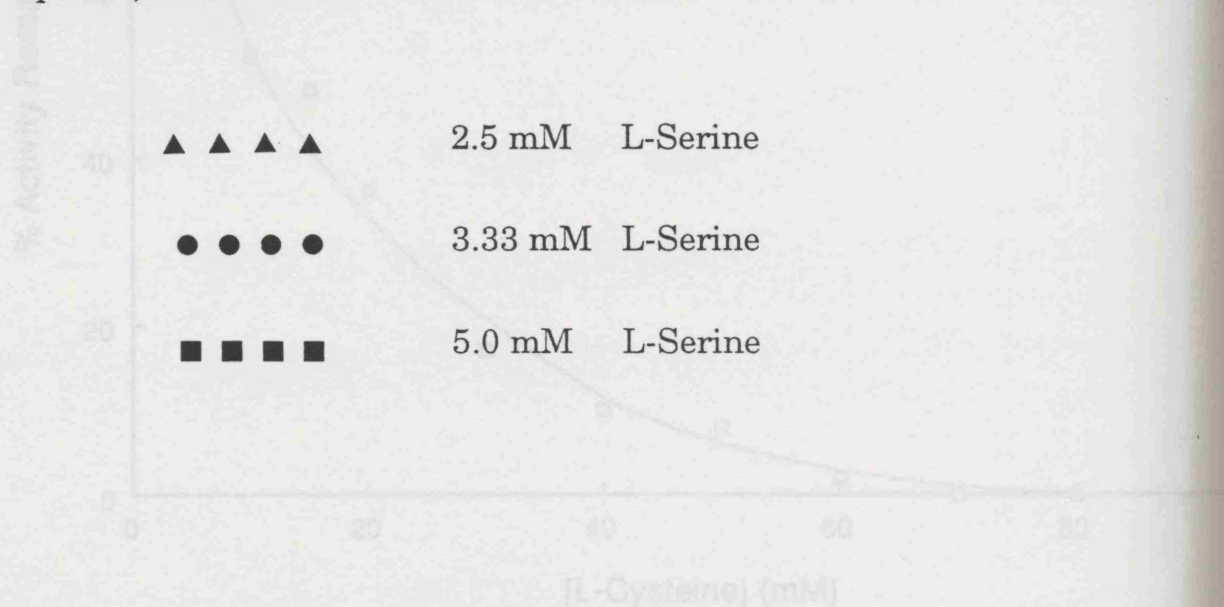 2.5 mM L-Serine
3.33 mM L-Serine
5.0 mM L-Serine
% Activity
40
20
0
0 20 40 60 80
[L-Cysteine] (mM)